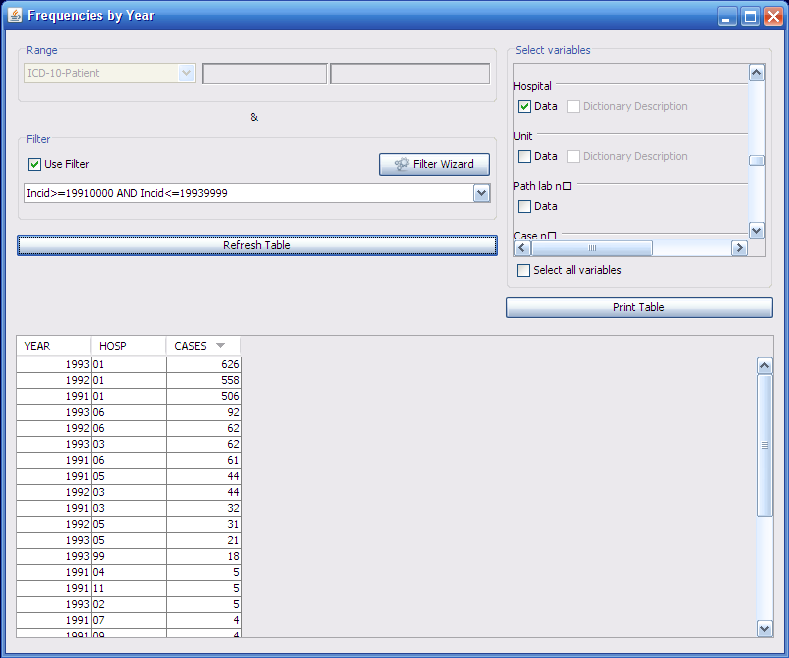 Frequencies by Year
Range
ICD-10-Patient
&
Filter
Use Filter
Filter Wizard
Incid>=19910000 AND Incid<=19939999
Refresh Table
Select variables
Hospital
Data Dictionary Description
Unit
Data Dictionary Description
Path lab n□
Data
Case n□
Select all variables
Print Table
YEAR HOSP CASES
1993 01 626
1992 01 558
1991 01 506
1993 06 92
1992 06 62
1993 03 62
1991 06 61
1991 05 44
1992 03 44
1991 03 32
1992 05 31
1993 05 21
1993 99 18
1991 04 5
1991 11 5
1993 02 5
1991 07 4
1991 09 4